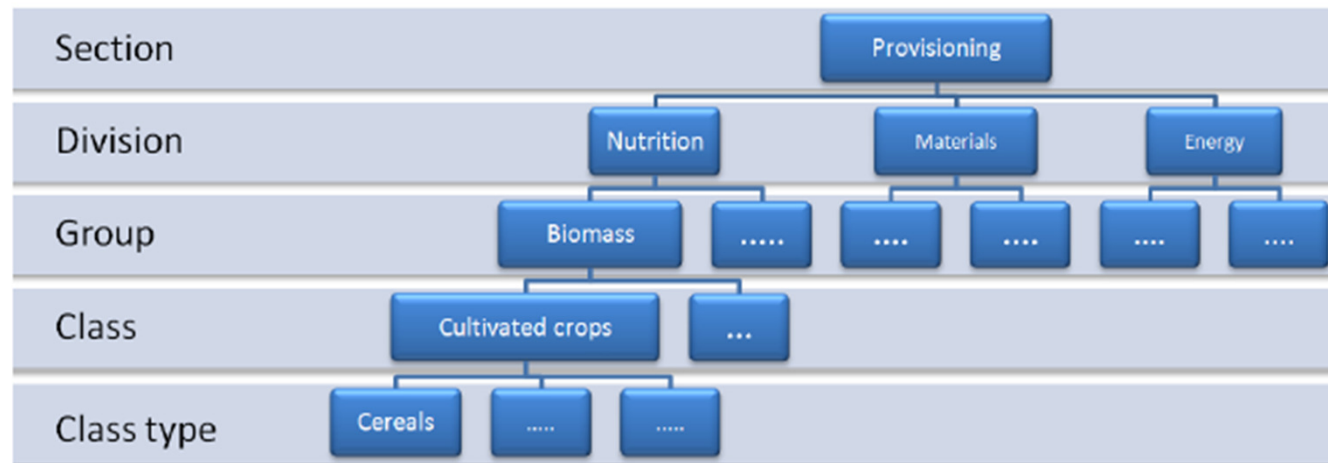 Section
Provisioning
Division
Nutrition
Materials
Energy
Group
Biomass
.....
....
....
....
....
Class
Cultivated crops
...
Class type
Cereals
.....
.....